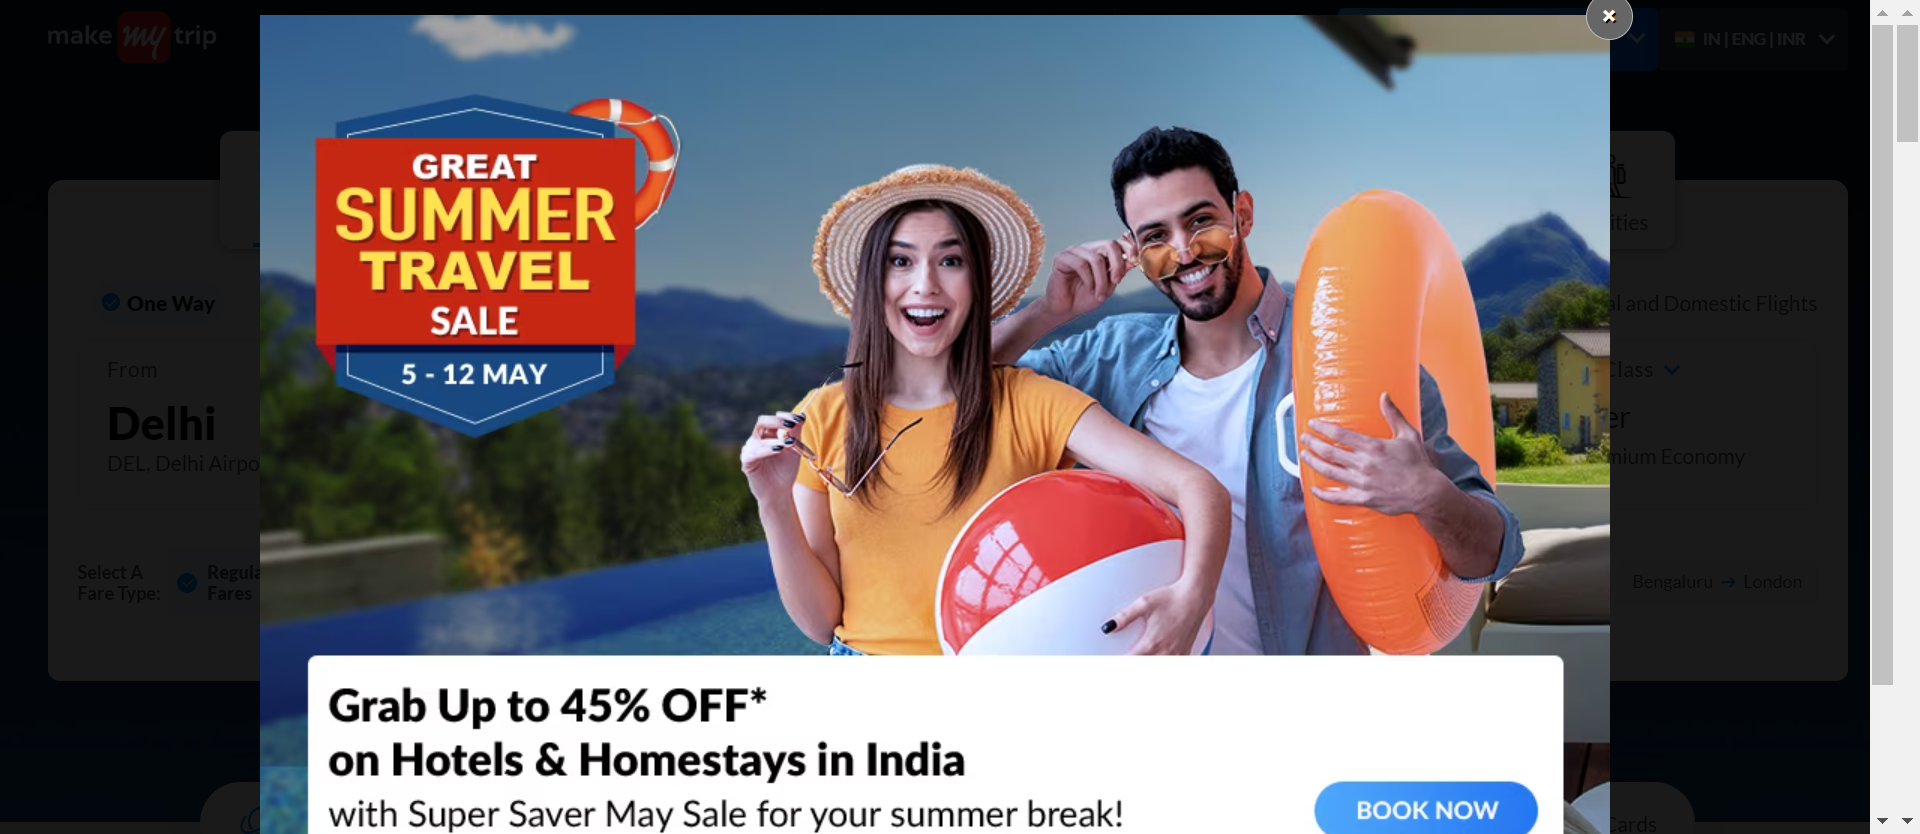 make my trip
IN | ENG | INR
GREAT
SUMMER
TRAVEL
SALE
5 - 12 MAY
One Way
al and Domestic Flights
From
Class
Delhi
DEL, Delhi Airpo
mium Economy
Select A
Fare Type:
Regula
Fares
Bengaluru → London
Grab Up to 45% OFF*
on Hotels & Homestays in India
with Super Saver May Sale for your summer break!
BOOK NOW
Cards